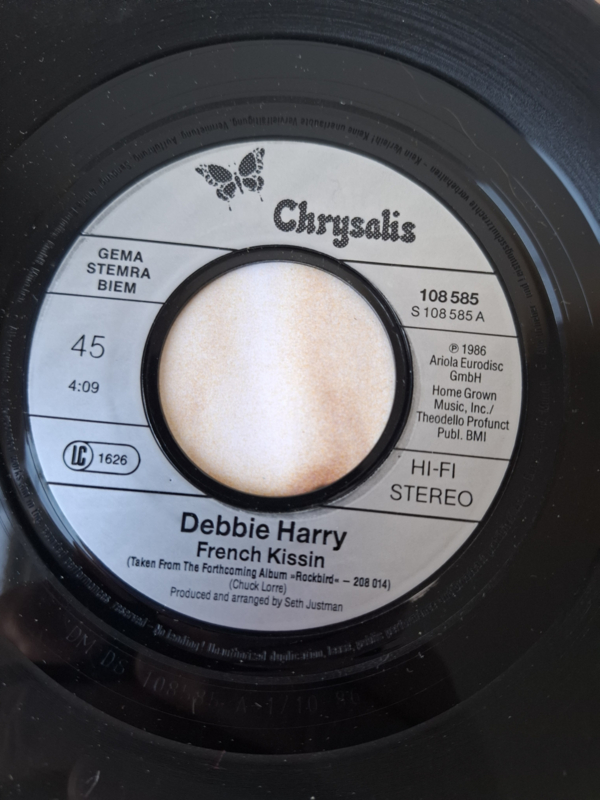 Chrysalis
GEMA
STEMRA
BIEM
45
4:09
LC 1626
108 585
S 108 585 A
℗ 1986
Ariola Eurodisc
GmbH
Home Grown
Music, Inc./
Theodello Profunct
Publ. BMI
HI-FI
STEREO
Debbie Harry
French Kissin
(Taken From The Forthcoming Album »Rockbird« – 208 014)
(Chuck Lorre)
Produced and arranged by Seth Justman